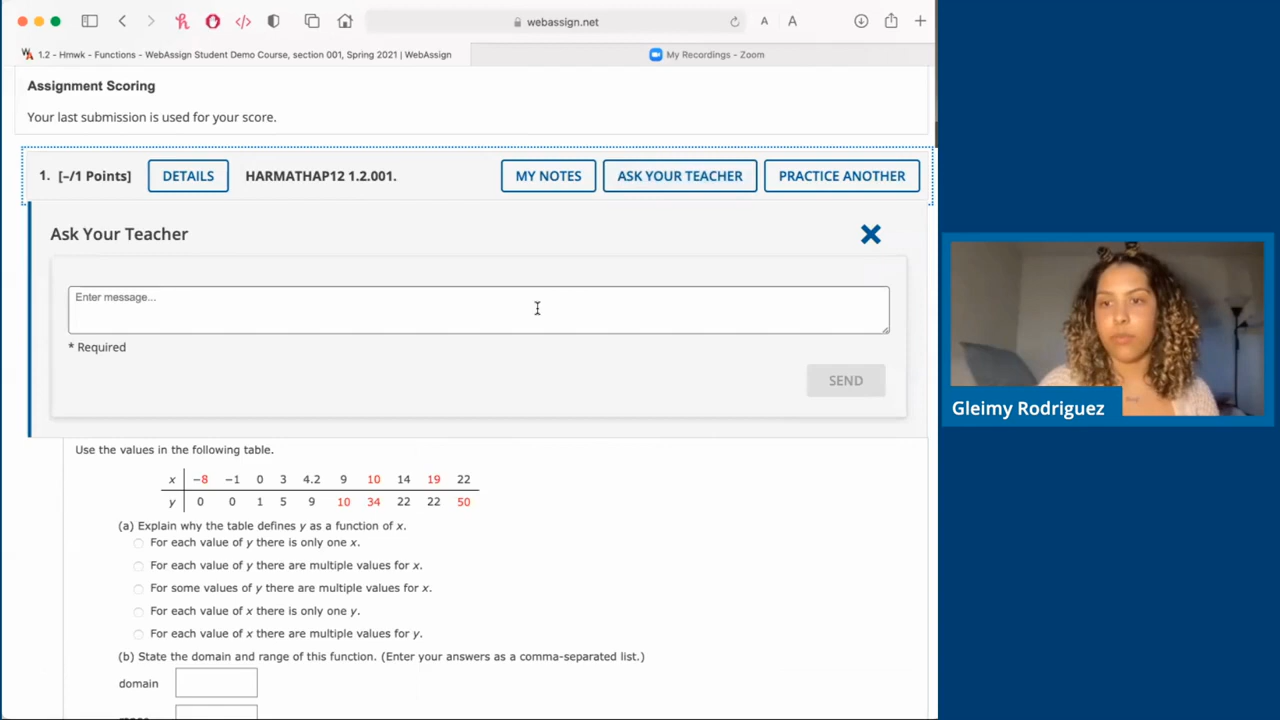 webassign.net
A A
1.2 - Hmwk - Functions - WebAssign Student Demo Course, section 001, Spring 2021 | WebAssign
My Recordings - Zoom
Assignment Scoring
Your last submission is used for your score.
1. [–/1 Points] DETAILS HARMATHAP12 1.2.001. MY NOTES ASK YOUR TEACHER PRACTICE ANOTHER
Ask Your Teacher
Enter message...
* Required
SEND
Gleimy Rodriguez
Use the values in the following table.
x −8 −1 0 3 4.2 9 10 14 19 22
y 0 0 1 5 9 10 34 22 22 50
(a) Explain why the table defines y as a function of x.
For each value of y there is only one x.
For each value of y there are multiple values for x.
For some values of y there are multiple values for x.
For each value of x there is only one y.
For each value of x there are multiple values for y.
(b) State the domain and range of this function. (Enter your answers as a comma-separated list.)
domain